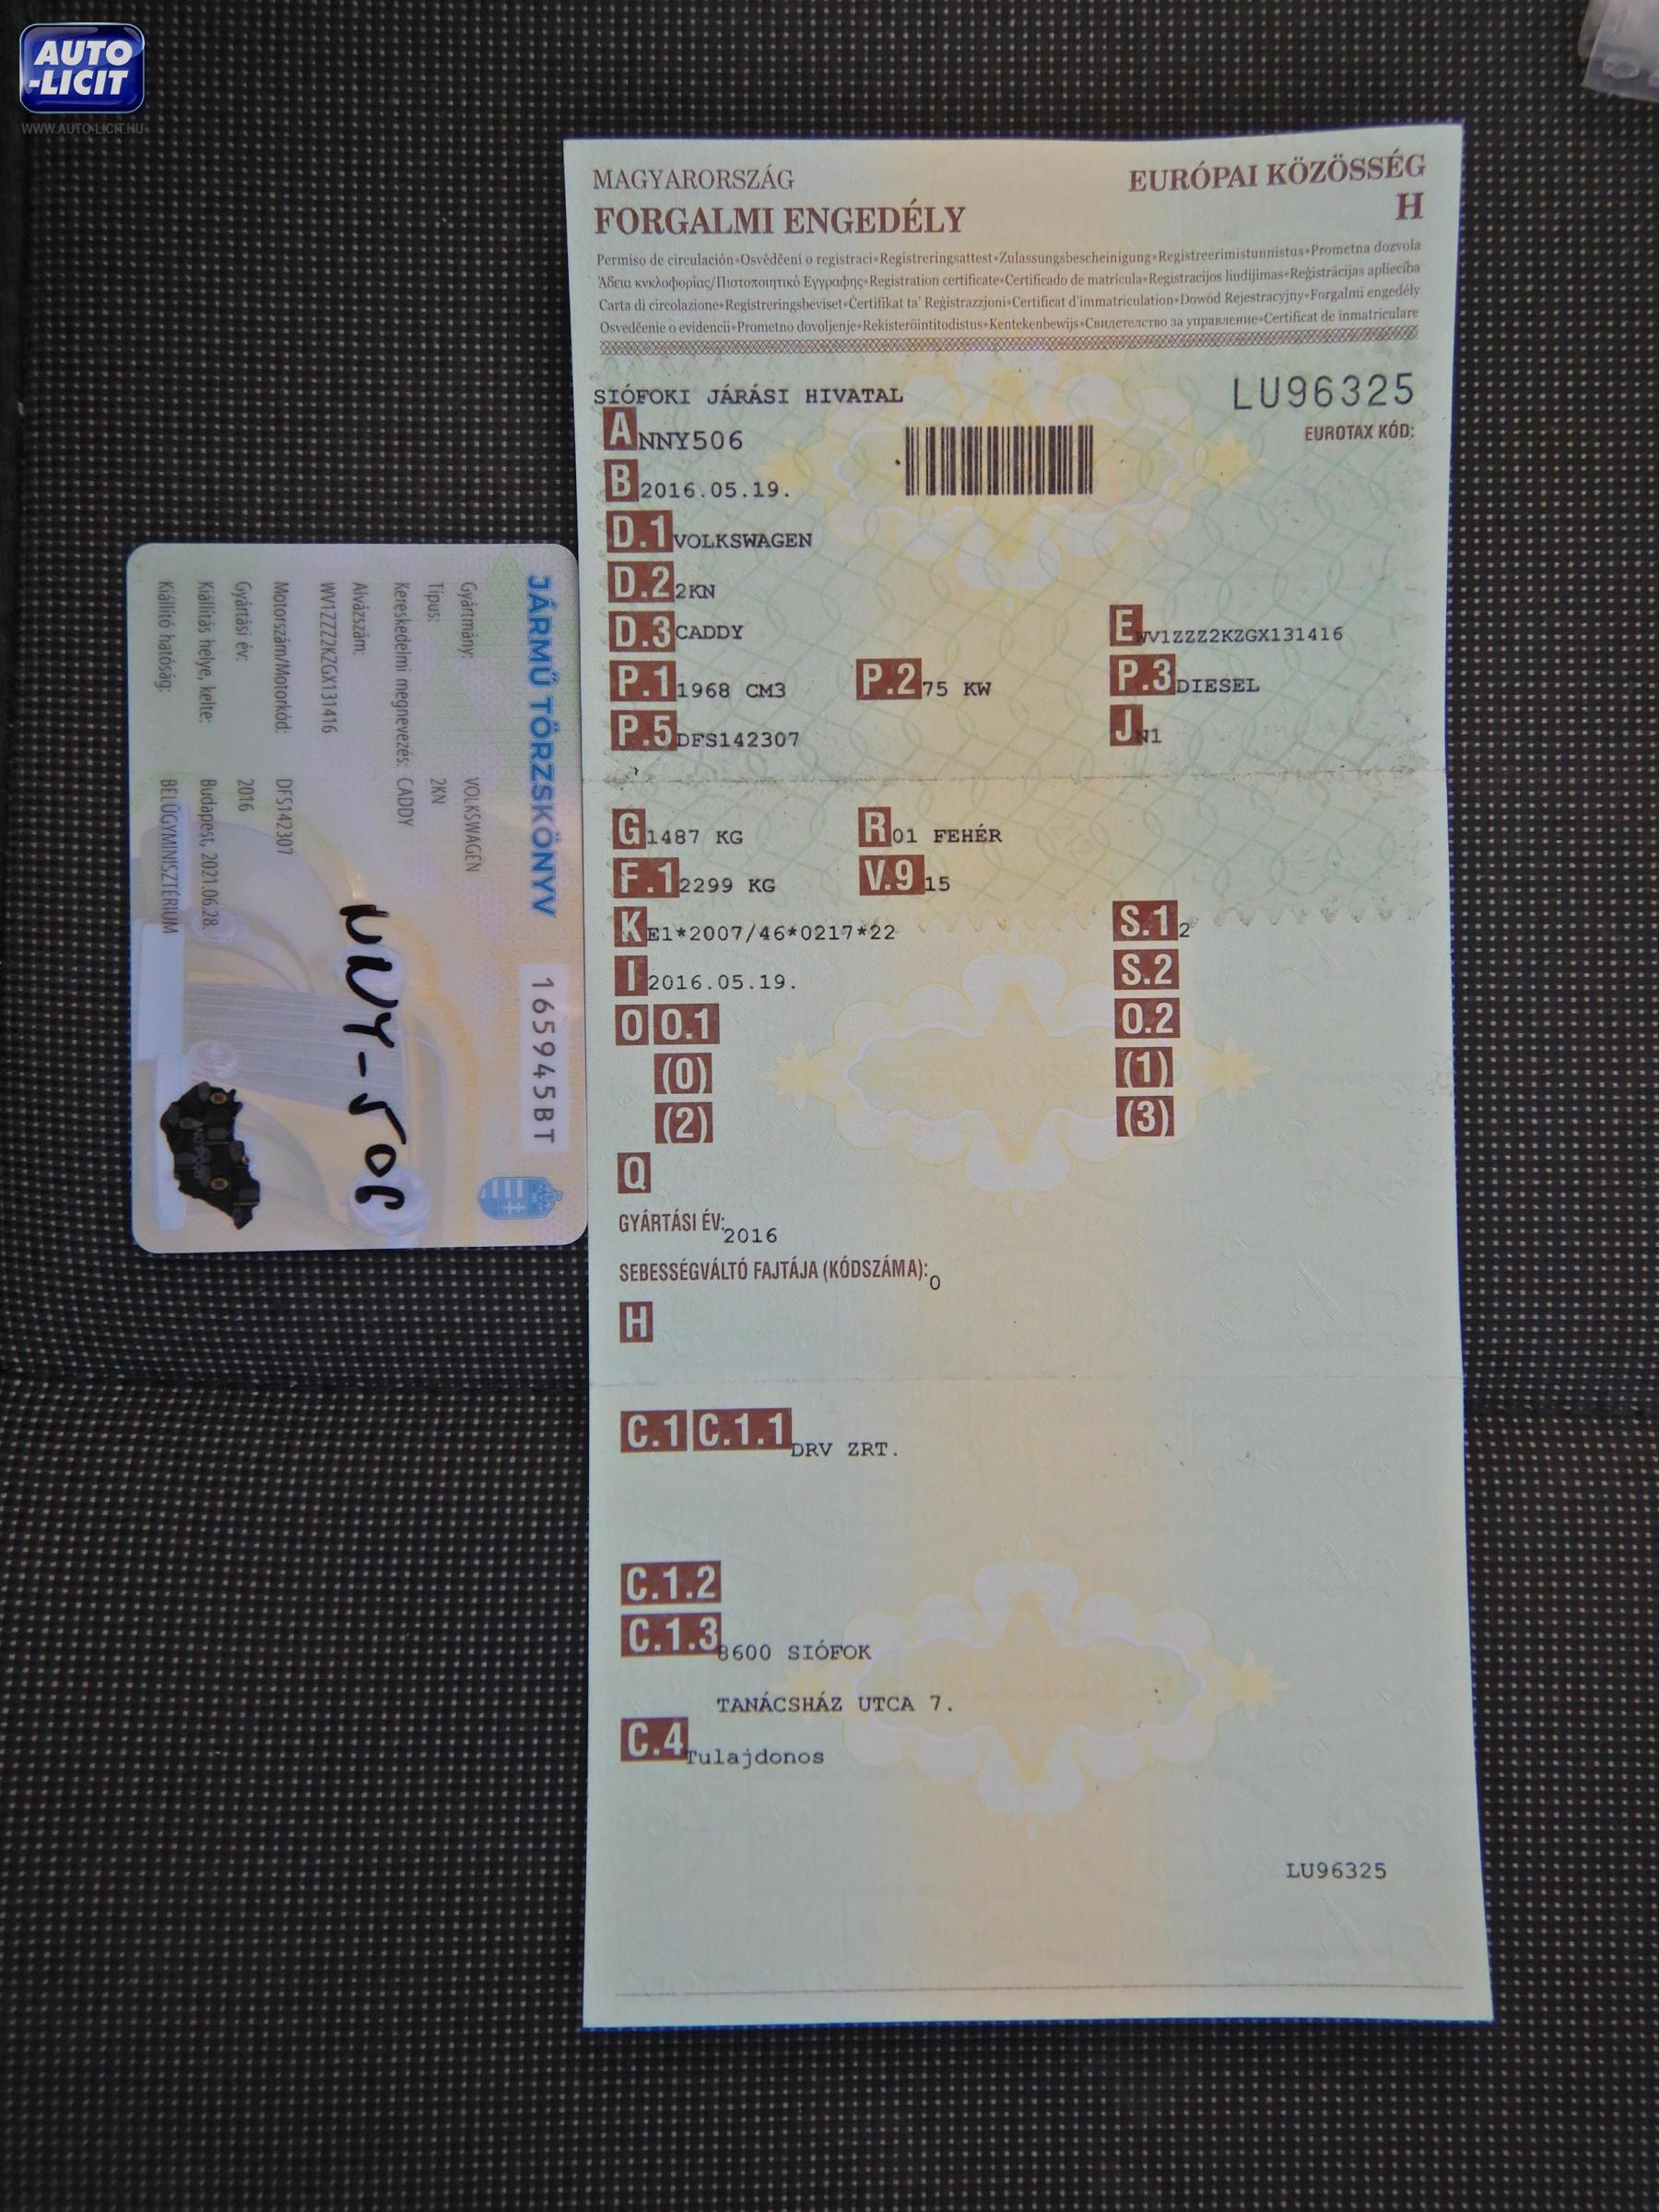 AUTO
-LICIT
WWW.AUTO-LICIT.HU
MAGYARORSZÁG
EURÓPAI KÖZÖSSÉG
FORGALMI ENGEDÉLY
H
Permiso de circulación•Osvědčení o registraci•Registreringsattest•Zulassungsbescheinigung•Registreerimistunnistus•Prometna dozvola
Άδεια κυκλοφορίας/Πιστοποιητικό Εγγραφης•Registration certificate•Certificado de matrícula•Registracijos liudijimas•Reģistrācijas apliecība
Carta di circolazione•Registreringsbeviset•Ċertifikat ta' Reġistrazzjoni•Certificat d'immatriculation•Dowód Rejestracyjny•Forgalmi engedély
Osvedčenie o evidencii•Prometno dovoljenje•Rekisteröintitodistus•Kentekenbewijs•Свидетелство за управление•Certificat de inmatriculare
SIÓFOKI JÁRÁSI HIVATAL
LU96325
A NNY506
EUROTAX KÓD:
B 2016.05.19.
D.1 VOLKSWAGEN
D.2 2KN
D.3 CADDY
E WV1ZZZ2KZGX131416
P.1 1968 CM3 P.2 75 KW P.3 DIESEL
P.5 DFS142307
J N1
G 1487 KG R 01 FEHÉR
F.1 2299 KG V.9 15
K E1*2007/46*0217*22
S.1 2
I 2016.05.19.
S.2
O O.1
O.2
(0)
(1)
(2)
(3)
Q
GYÁRTÁSI ÉV: 2016
SEBESSÉGVÁLTÓ FAJTÁJA (KÓDSZÁMA): 0
H
C.1 C.1.1 DRV ZRT.
C.1.2
C.1.3 8600 SIÓFOK
TANÁCSHÁZ UTCA 7.
C.4 Tulajdonos
LU96325
JÁRMŰ TÖRZSKÖNYV
165945BT
Gyártmány: VOLKSWAGEN
Típus: 2KN
Kereskedelmi megnevezés: CADDY
Alvázszám:
WV1ZZZ2KZGX131416
Motorszám/Motorkód: DFS142307
Gyártási év: 2016
Kiállítás helye, kelte: Budapest, 2021.06.28.
Kiállító hatóság: BELÜGYMINISZTÉRIUM
NNY-506